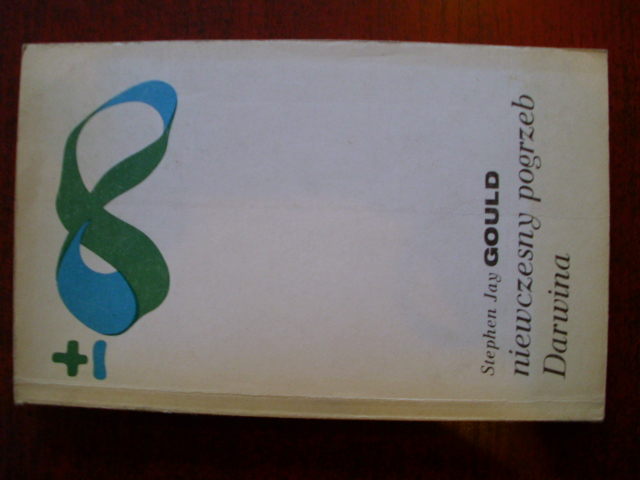 Stephen Jay GOULD
niewczesny pogrzeb
Darwina